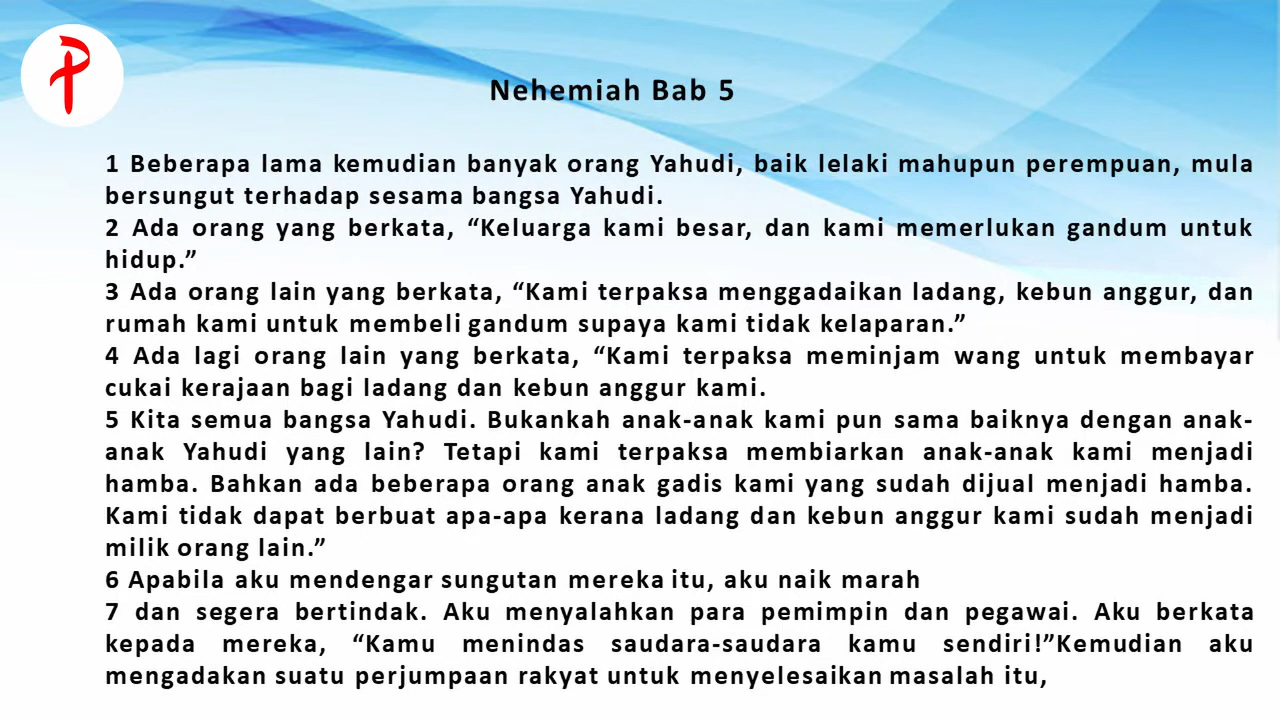 Nehemiah Bab 5
1 Beberapa lama kemudian banyak orang Yahudi, baik lelaki mahupun perempuan, mula
bersungut terhadap sesama bangsa Yahudi.
2 Ada orang yang berkata, “Keluarga kami besar, dan kami memerlukan gandum untuk
hidup.”
3 Ada orang lain yang berkata, “Kami terpaksa menggadaikan ladang, kebun anggur, dan
rumah kami untuk membeli gandum supaya kami tidak kelaparan.”
4 Ada lagi orang lain yang berkata, “Kami terpaksa meminjam wang untuk membayar
cukai kerajaan bagi ladang dan kebun anggur kami.
5 Kita semua bangsa Yahudi. Bukankah anak-anak kami pun sama baiknya dengan anak-
anak Yahudi yang lain? Tetapi kami terpaksa membiarkan anak-anak kami menjadi
hamba. Bahkan ada beberapa orang anak gadis kami yang sudah dijual menjadi hamba.
Kami tidak dapat berbuat apa-apa kerana ladang dan kebun anggur kami sudah menjadi
milik orang lain.”
6 Apabila aku mendengar sungutan mereka itu, aku naik marah
7 dan segera bertindak. Aku menyalahkan para pemimpin dan pegawai. Aku berkata
kepada mereka, “Kamu menindas saudara-saudara kamu sendiri!”Kemudian aku
mengadakan suatu perjumpaan rakyat untuk menyelesaikan masalah itu,